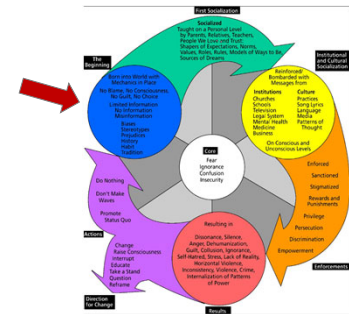 First Socialization
Socialized
Taught on a Personal Level
by Parents, Relatives, Teachers,
People We Love and Trust:
Shapers of Expectations, Norms,
Values, Roles, Rules, Models of Ways to Be,
Sources of Dreams
The
Beginning
Born Into World with
Mechanics in Place
No Blame, No Consciousness,
No Guilt, No Choice
Limited Information
No Information
Misinformation
Biases
Stereotypes
Prejudices
History
Habit
Tradition
Institutional
and Cultural
Socialization
Reinforced/
Bombarded with
Messages from
Institutions
Churches
Schools
Television
Legal System
Mental Health
Medicine
Business
Culture
Practices
Song Lyrics
Language
Media
Patterns of
Thought
On Conscious and
Unconscious Levels
Core
Fear
Ignorance
Confusion
Insecurity
Enforced
Sanctioned
Stigmatized
Rewards and
Punishments
Privilege
Persecution
Discrimination
Empowerment
Enforcements
Resulting in
Dissonance, Silence,
Anger, Dehumanization,
Guilt, Collusion, Ignorance,
Self-Hatred, Stress, Lack of Reality,
Horizontal Violence,
Inconsistency, Violence, Crime,
Internalization of Patterns
of Power
Results
Do Nothing
Don't Make
Waves
Promote
Status Quo
Actions
Change
Raise Consciousness
Interrupt
Educate
Take a Stand
Question
Reframe
Direction
for Change